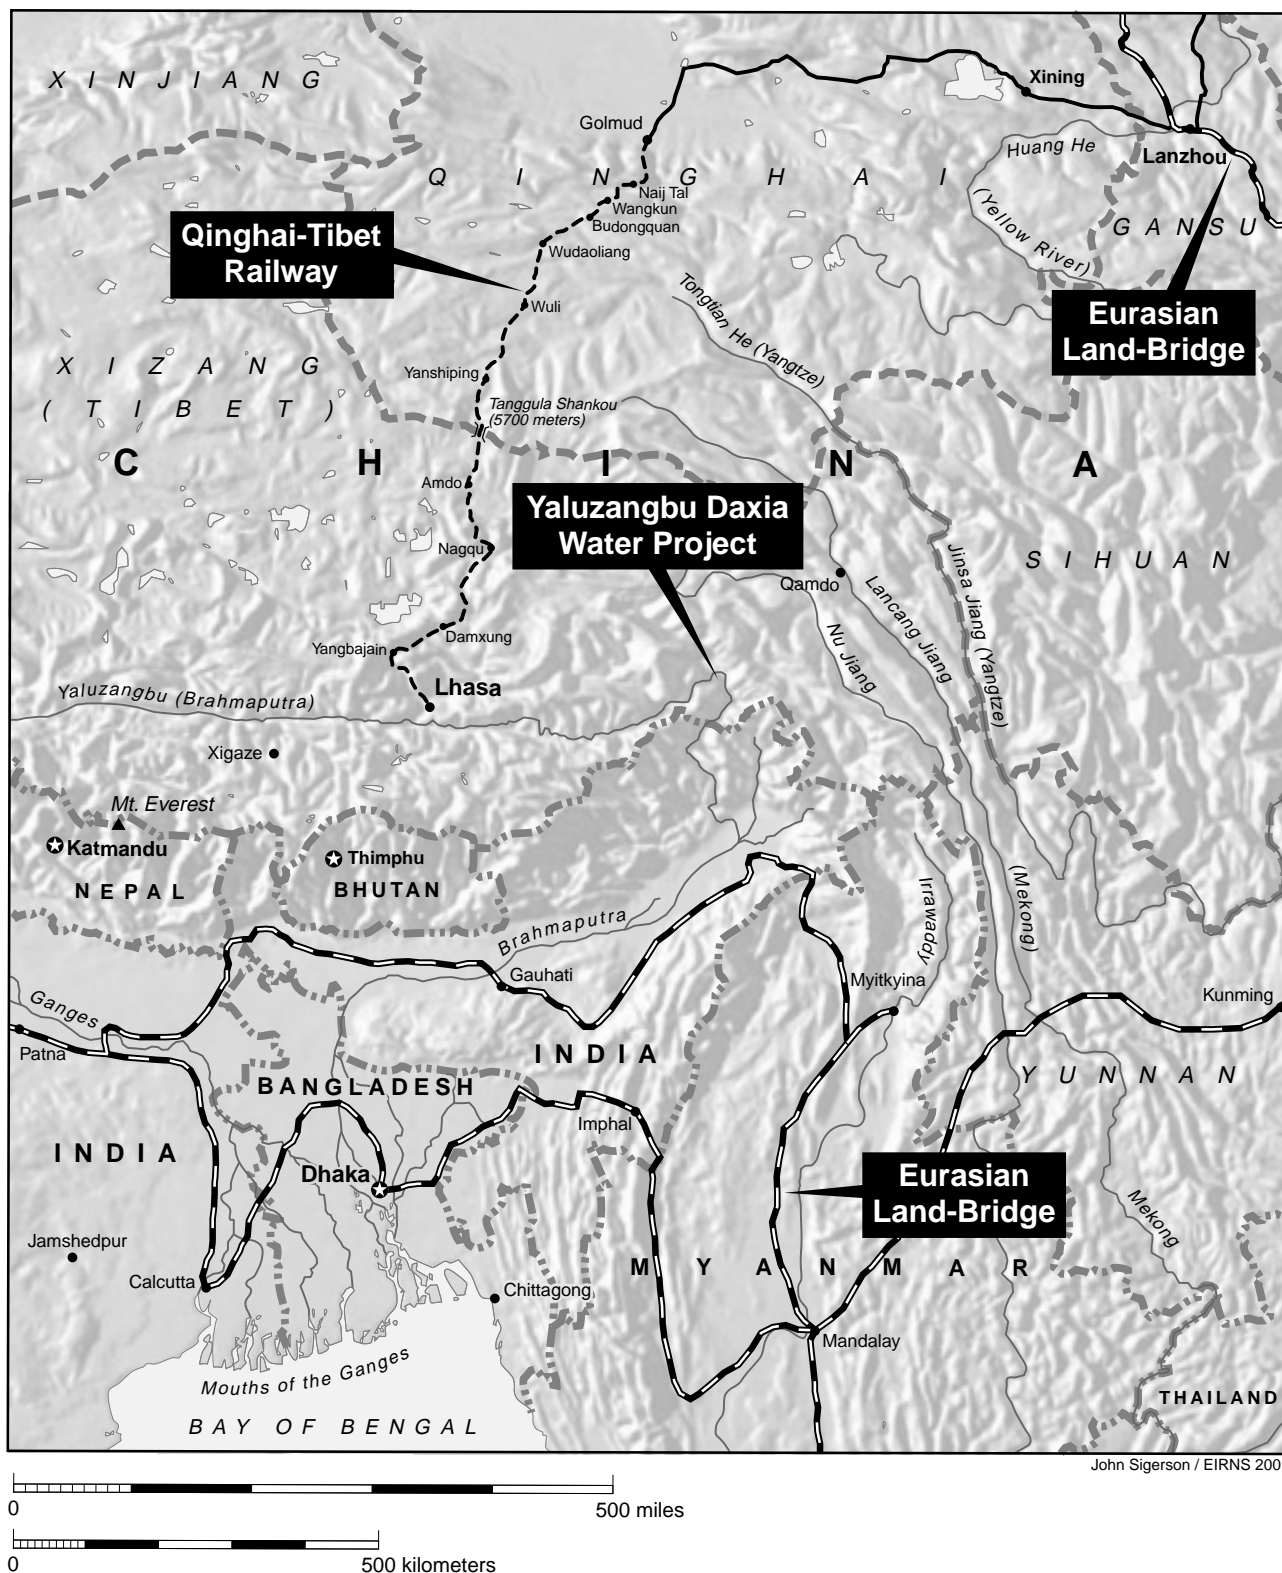 X I N J I A N G
Xining
Golmud
Huang He
Lanzhou
Q I N G H A I
Naij Tal
Wangkun
Budongquan
(Yellow River)
G A N S U
Qinghai-Tibet
Railway
Wudaoliang
Tongtian He (Yangtze)
Wuli
Eurasian
Land-Bridge
X I Z A N G
( T I B E T )
Yanshiping
Tanggula Shankou
(5700 meters)
C H I N A
Amdo
Yaluzangbu Daxia
Water Project
Nagqu
Jinsa Jiang (Yangtze)
S I H U A N
Qamdo
Lancang Jiang
Nu Jiang
Damxung
Yangbajain
Lhasa
Yaluzangbu (Brahmaputra)
Xigaze
Mt. Everest
Katmandu
Thimphu
NEPAL
BHUTAN
Brahmaputra
Irrawaddy
(Mekong)
Gauhati
Myitkyina
Kunming
Ganges
Patna
INDIA
BANGLADESH
Y U N N A N
Imphal
INDIA
Dhaka
Eurasian
Land-Bridge
Mekong
Jamshedpur
Calcutta
Chittagong
M Y A N M A R
Mandalay
Mouths of the Ganges
THAILAND
BAY OF BENGAL
John Sigerson / EIRNS 200
0 500 miles
0 500 kilometers